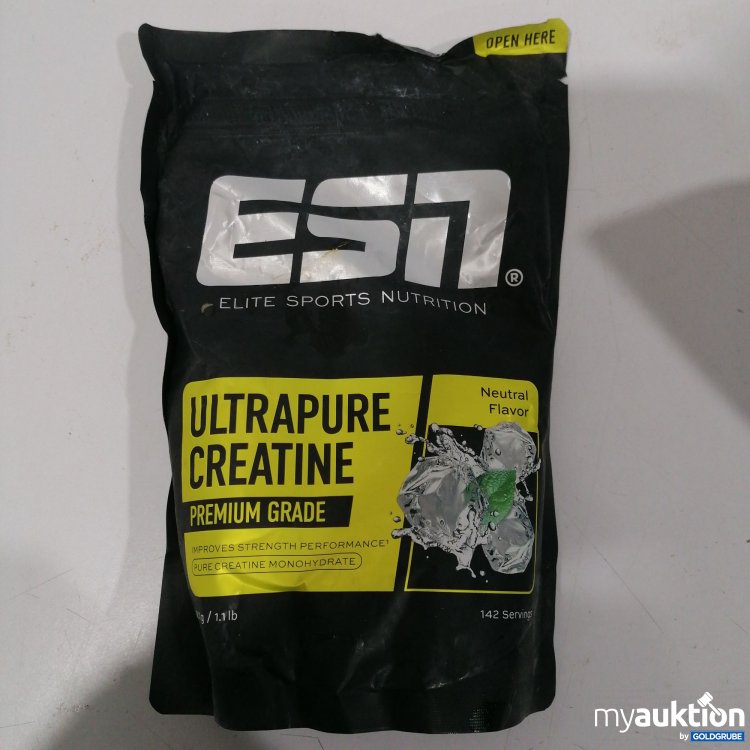 OPEN HERE
ESN®
ELITE SPORTS NUTRITION
ULTRAPURE
CREATINE
PREMIUM GRADE
IMPROVES STRENGTH PERFORMANCE¹
PURE CREATINE MONOHYDRATE
Neutral
Flavor
/ 1.1 lb
142 Servings
myauktion
by GOLDGRUBE